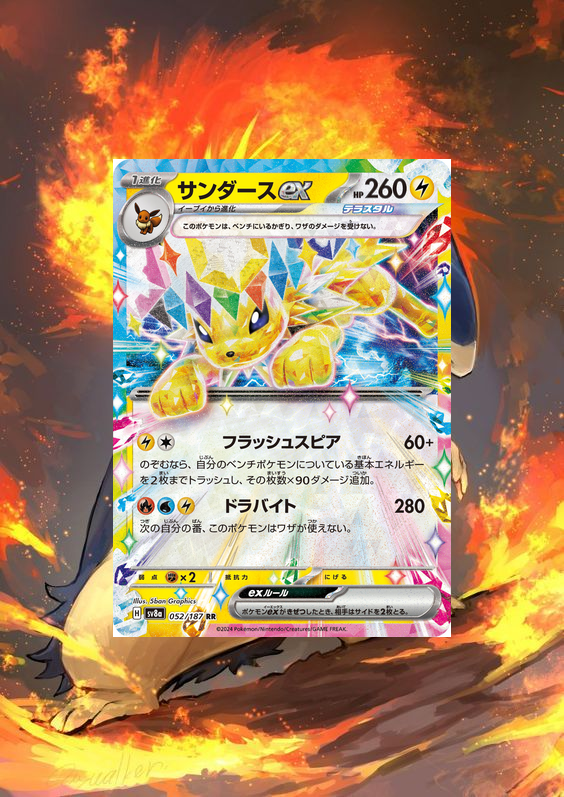 1進化
サンダースex
HP 260
イーブイから進化
テラスタル
このポケモンは、ベンチにいるかぎり、ワザのダメージを受けない。
フラッシュスピア 60+
のぞむなら、自分のベンチポケモンについている基本エネルギー
を2枚までトラッシュし、その枚数×90ダメージ追加。
ドラバイト 280
次の自分の番、このポケモンはワザが使えない。
弱点 ×2 抵抗力 にげる
exルール
ポケモンexがきぜつしたとき、相手はサイドを2枚とる。
Illus. 5ban Graphics
H sv8a 052/187 RR
©2024 Pokémon/Nintendo/Creatures/GAME FREAK.